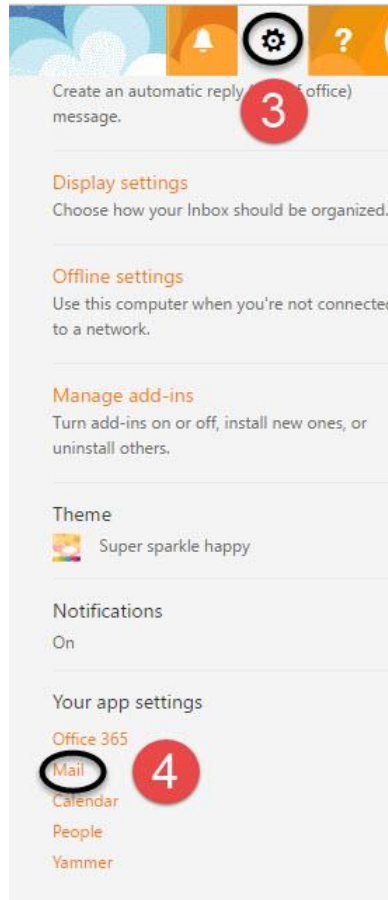 ?
3
Create an automatic reply office)
message.
Display settings
Choose how your Inbox should be organized.
Offline settings
Use this computer when you're not connected
to a network.
Manage add-ins
Turn add-ins on or off, install new ones, or
uninstall others.
Theme
Super sparkle happy
Notifications
On
Your app settings
Office 365
Mail
4
Calendar
People
Yammer